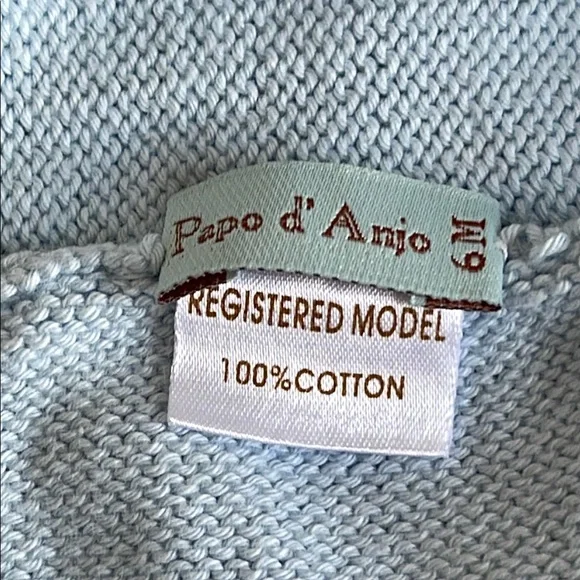 Papo d'Anjo 6M
REGISTERED MODEL
100%COTTON